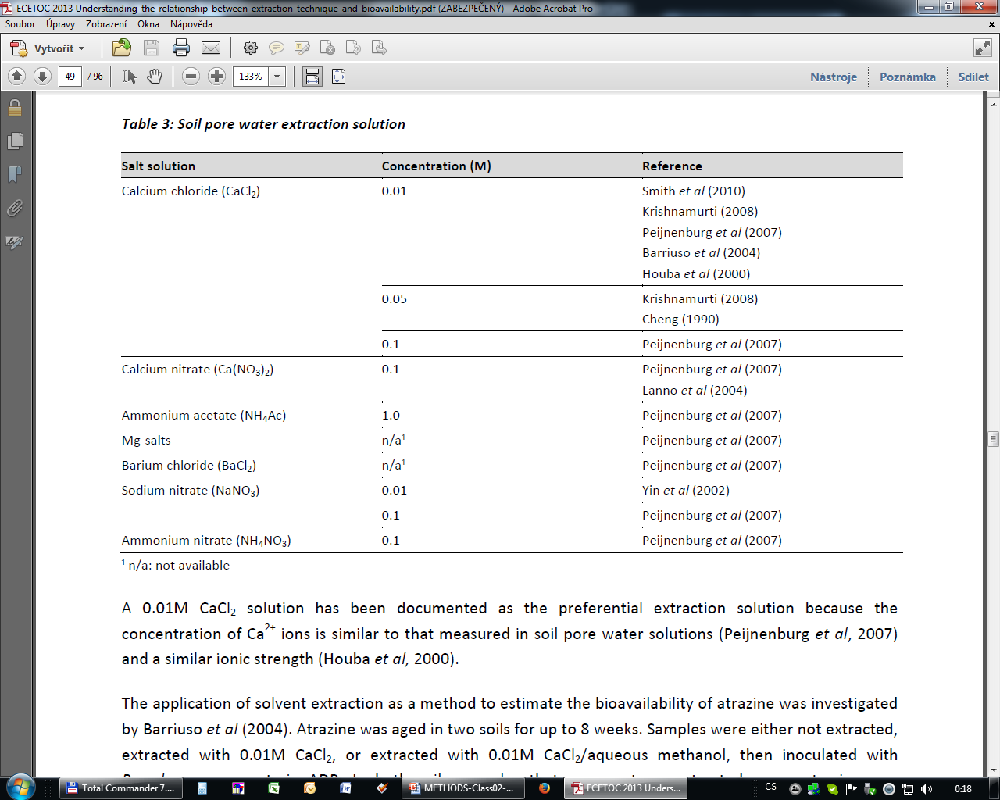 ECETOC 2013 Understanding_the_relationship_between_extraction_technique_and_bioavailability.pdf (ZABEZPEČENÝ) - Adobe Acrobat Pro
Soubor Úpravy Zobrazení Okna Nápověda
Vytvořit
49 / 96 133% Nástroje Poznámka Sdílet
Table 3: Soil pore water extraction solution
Salt solution Concentration (M) Reference
Calcium chloride (CaCl2) 0.01 Smith et al (2010)
Krishnamurti (2008)
Peijnenburg et al (2007)
Barriuso et al (2004)
Houba et al (2000)
0.05 Krishnamurti (2008)
Cheng (1990)
0.1 Peijnenburg et al (2007)
Calcium nitrate (Ca(NO3)2) 0.1 Peijnenburg et al (2007)
Lanno et al (2004)
Ammonium acetate (NH4Ac) 1.0 Peijnenburg et al (2007)
Mg-salts n/a1 Peijnenburg et al (2007)
Barium chloride (BaCl2) n/a1 Peijnenburg et al (2007)
Sodium nitrate (NaNO3) 0.01 Yin et al (2002)
0.1 Peijnenburg et al (2007)
Ammonium nitrate (NH4NO3) 0.1 Peijnenburg et al (2007)
1 n/a: not available
A 0.01M CaCl2 solution has been documented as the preferential extraction solution because the
concentration of Ca2+ ions is similar to that measured in soil pore water solutions (Peijnenburg et al, 2007)
and a similar ionic strength (Houba et al, 2000).
The application of solvent extraction as a method to estimate the bioavailability of atrazine was investigated
by Barriuso et al (2004). Atrazine was aged in two soils for up to 8 weeks. Samples were either not extracted,
extracted with 0.01M CaCl2, or extracted with 0.01M CaCl2/aqueous methanol, then inoculated with
Total Commander 7.... METHODS-Class02-... ECETOC 2013 Unders... CS 0:18